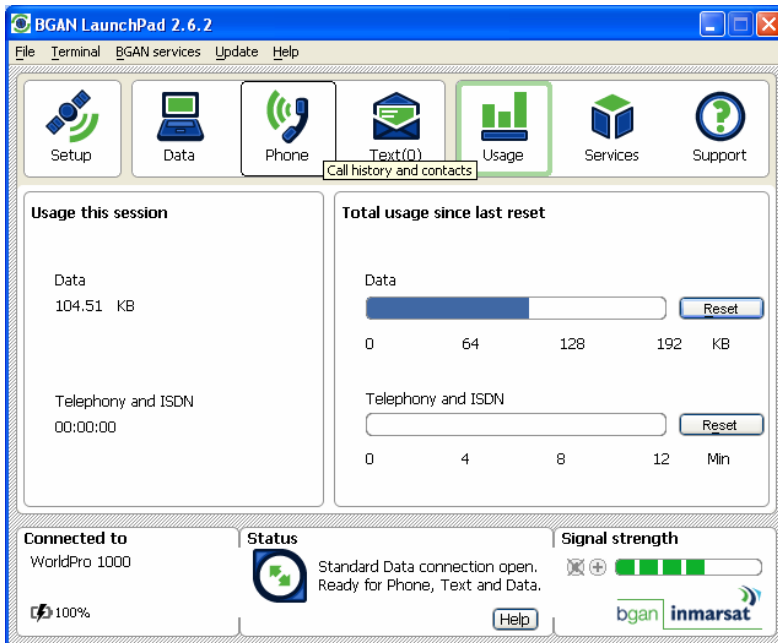 BGAN LaunchPad 2.6.2
File Terminal BGAN services Update Help
Setup Data Phone Text(0) Usage Services Support
Call history and contacts
Usage this session
Data
104.51 KB
Telephony and ISDN
00:00:00
Total usage since last reset
Data
Reset
0 64 128 192 KB
Telephony and ISDN
Reset
0 4 8 12 Min
Connected to
WorldPro 1000
100%
Status
Standard Data connection open.
Ready for Phone, Text and Data.
Help
Signal strength
bgan inmarsat